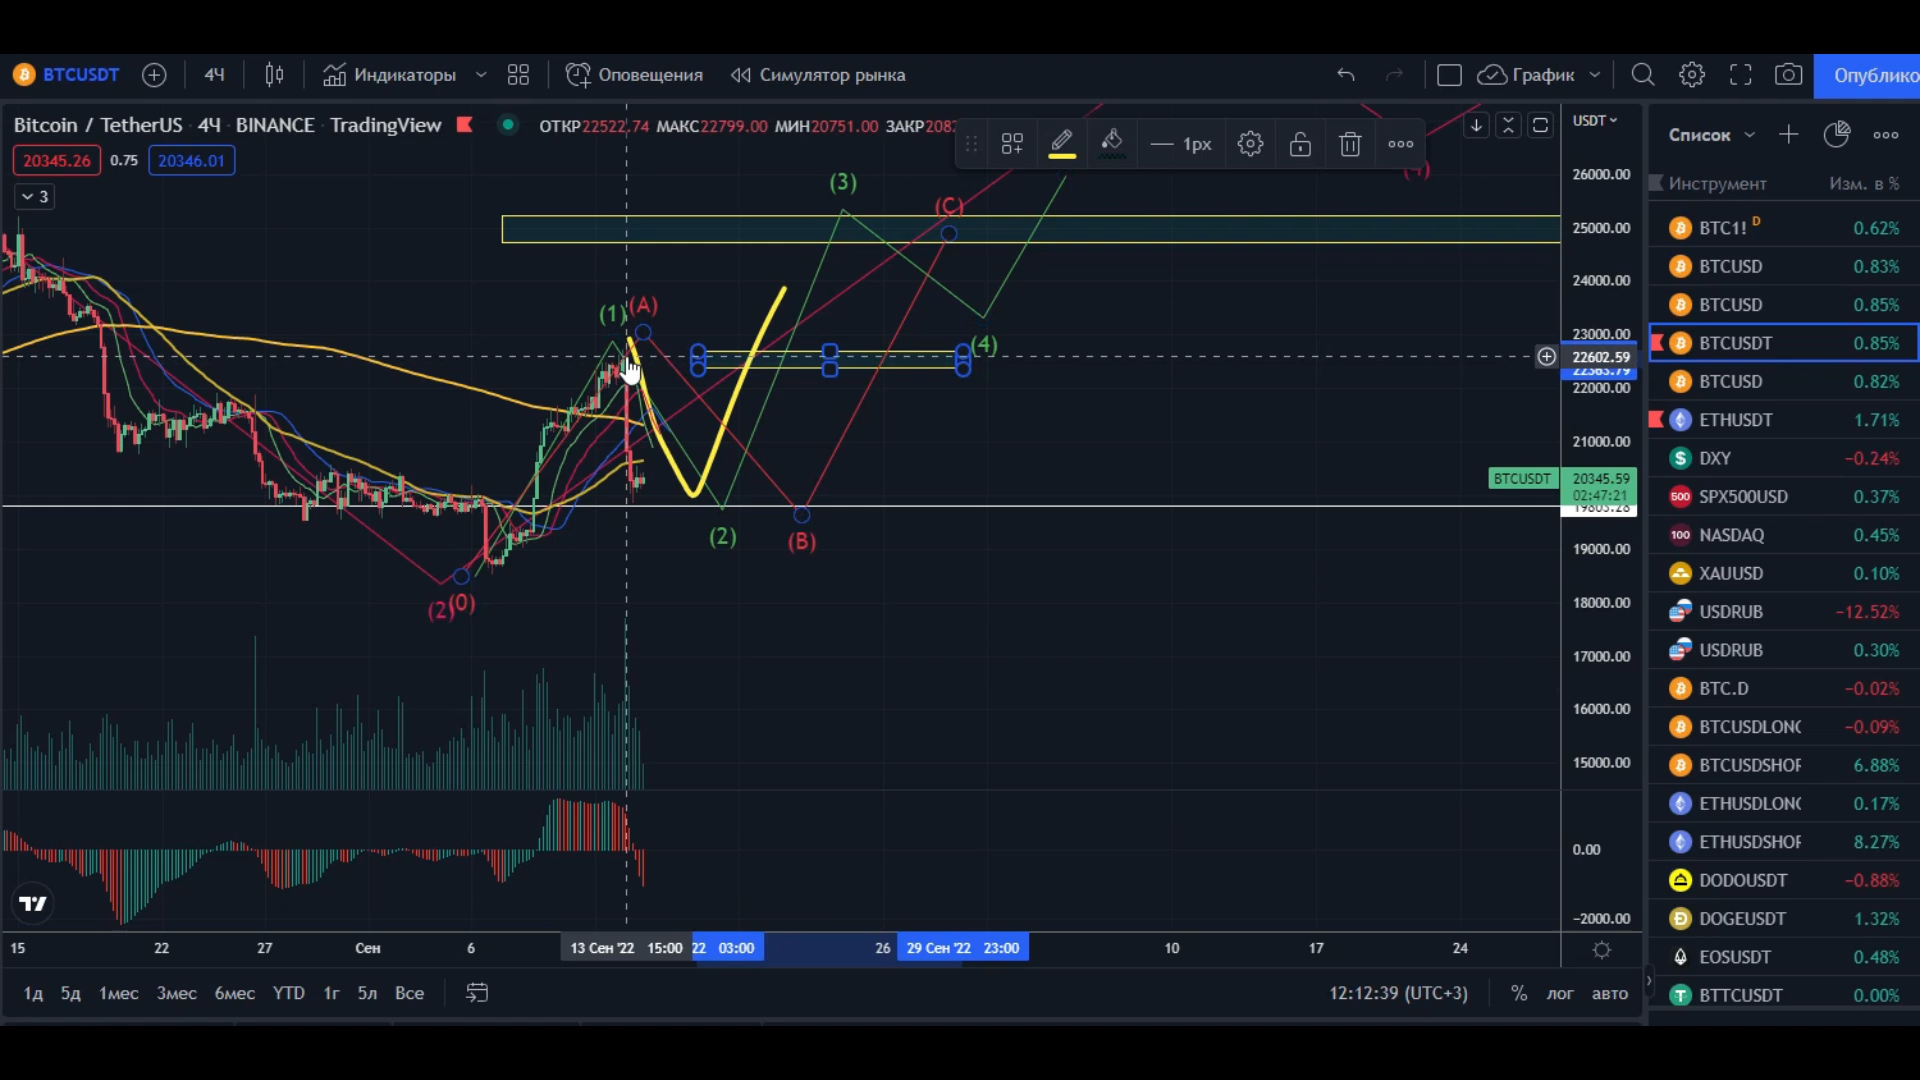 BTCUSDT 4Ч Индикаторы Оповещения Симулятор рынка График Опублико
Bitcoin / TetherUS · 4Ч · BINANCE · TradingView ОТКР22522.74 МАКС22799.00 МИН20751.00 ЗАКР208
20345.26 0.75 20346.01
3
1px
USDT
26000.00
25000.00
24000.00
23000.00
22602.59
22363.79
22000.00
21000.00
BTCUSDT 20345.59
02:47:21
19803.28
19000.00
18000.00
17000.00
16000.00
15000.00
0.00
−2000.00
(3)
(C)
(4)
(1)
(A)
(4)
(2)
(B)
(2)
(0)
15 22 27 Сен 6 13 Сен '22 15:00 22 03:00 26 29 Сен '22 23:00 10 17 24
1д 5д 1мес 3мес 6мес YTD 1г 5л Все 12:12:39 (UTC+3) % лог авто
Список
Инструмент Изм. в %
BTC1! D 0.62%
BTCUSD 0.83%
BTCUSD 0.85%
BTCUSDT 0.85%
BTCUSD 0.82%
ETHUSDT 1.71%
DXY −0.24%
500 SPX500USD 0.37%
100 NASDAQ 0.45%
XAUUSD 0.10%
USDRUB −12.52%
USDRUB 0.30%
BTC.D −0.02%
BTCUSDLONG −0.09%
BTCUSDSHOR 6.88%
ETHUSDLONG 0.17%
ETHUSDSHOR 8.27%
DODOUSDT −0.88%
DOGEUSDT 1.32%
EOSUSDT 0.48%
BTTCUSDT 0.00%